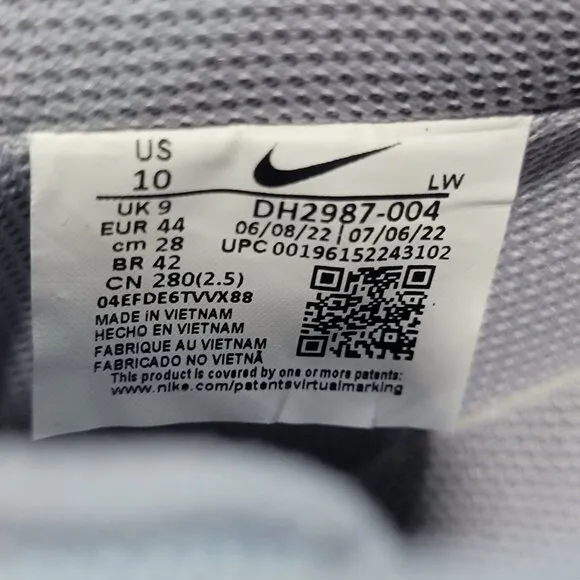 US
10
LW
UK 9
EUR 44
cm 28
BR 42
CN 280(2.5)
DH2987-004
06/08/22 | 07/06/22
UPC 00196152243102
04EFDE6TVVX88
MADE iN VIETNAM
HECHO EN VIETNAM
FABRIQUE AU VIETNAM
FABRICADO NO VIETNÃ
This product is covered by one or more patents:
www.nike.com/patentsvirtualmarking